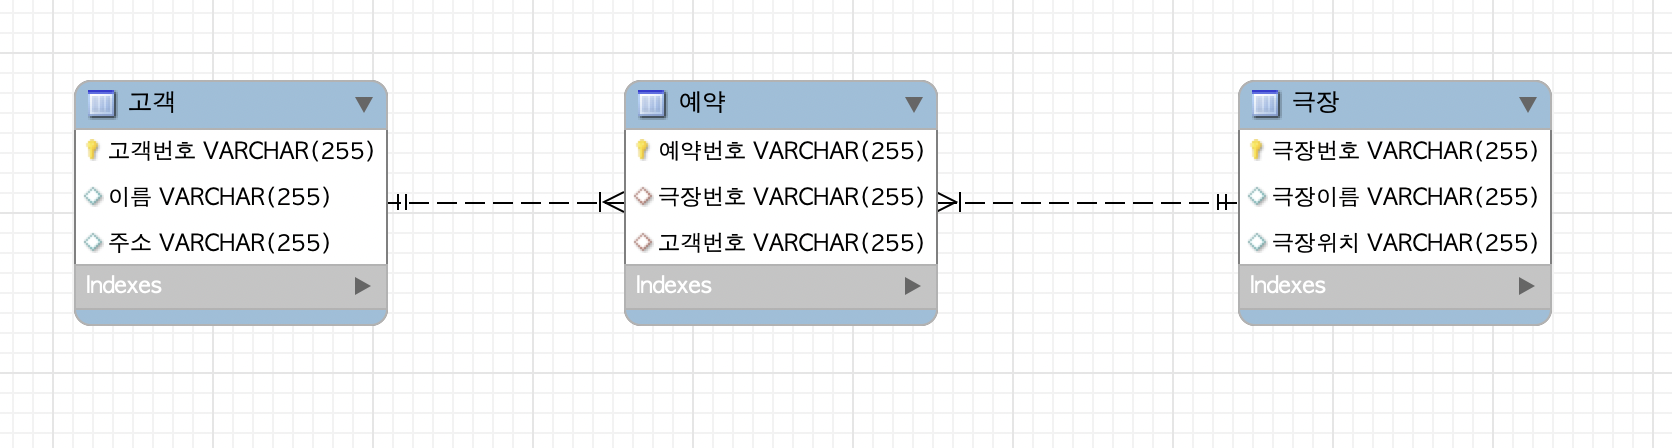 고객
고객번호 VARCHAR(255)
이름 VARCHAR(255)
주소 VARCHAR(255)
Indexes
예약
예약번호 VARCHAR(255)
극장번호 VARCHAR(255)
고객번호 VARCHAR(255)
Indexes
극장
극장번호 VARCHAR(255)
극장이름 VARCHAR(255)
극장위치 VARCHAR(255)
Indexes